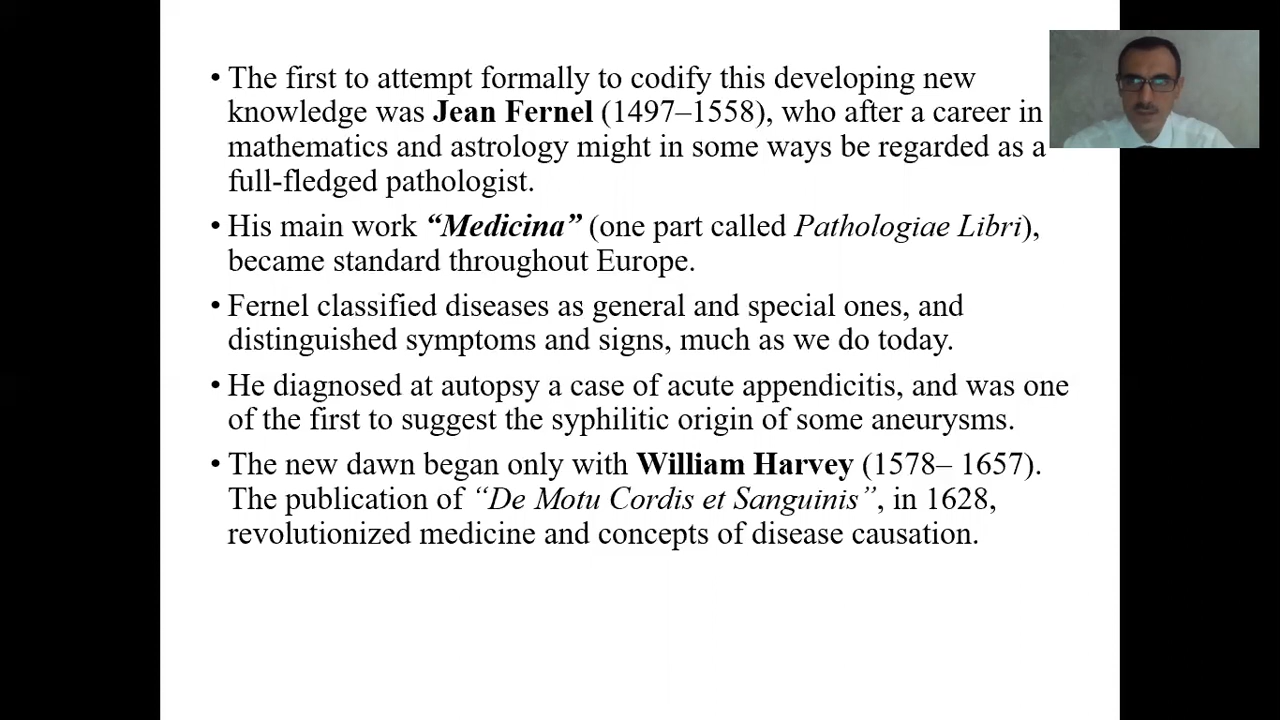 • The first to attempt formally to codify this developing new
knowledge was Jean Fernel (1497–1558), who after a career in
mathematics and astrology might in some ways be regarded as a
full-fledged pathologist.
• His main work “Medicina” (one part called Pathologiae Libri),
became standard throughout Europe.
• Fernel classified diseases as general and special ones, and
distinguished symptoms and signs, much as we do today.
• He diagnosed at autopsy a case of acute appendicitis, and was one
of the first to suggest the syphilitic origin of some aneurysms.
• The new dawn began only with William Harvey (1578– 1657).
The publication of “De Motu Cordis et Sanguinis”, in 1628,
revolutionized medicine and concepts of disease causation.